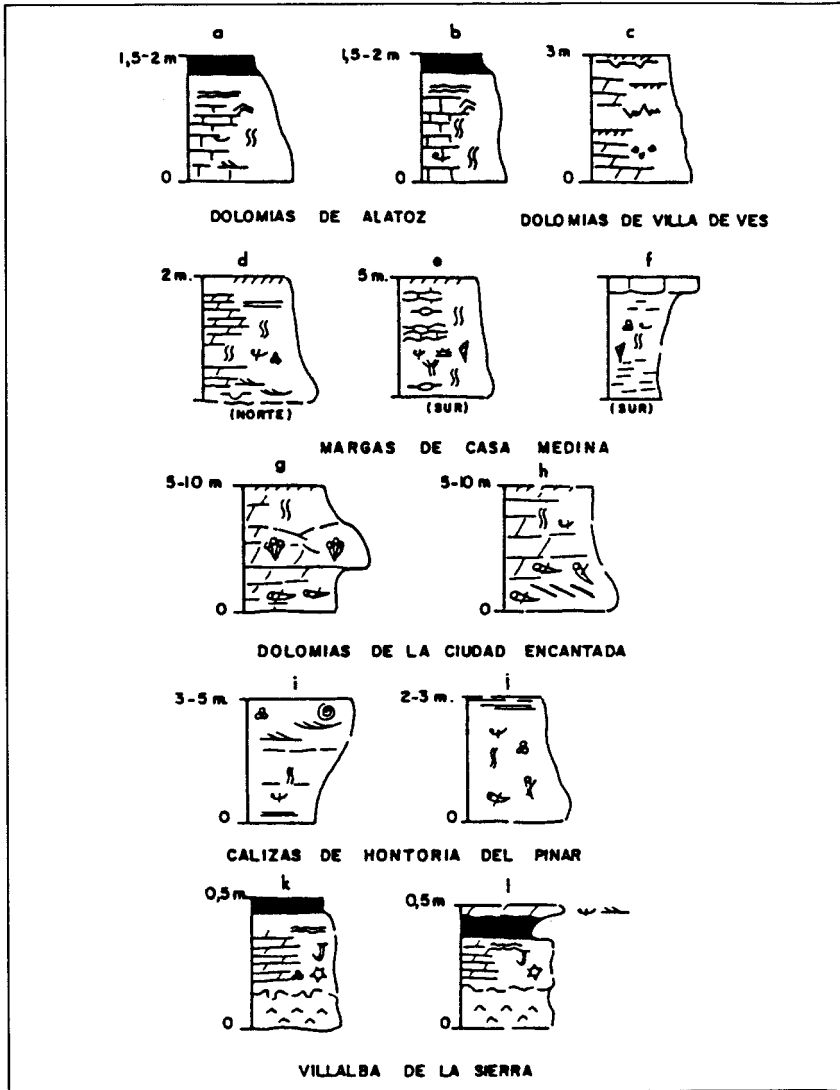 a b c
1,5-2 m 1,5-2 m 3 m
0 0 0
DOLOMIAS DE ALATOZ DOLOMIAS DE VILLA DE VES
d e f
2 m. 5 m.
0 0
(NORTE) (SUR) (SUR)
MARGAS DE CASA MEDINA
g h
5-10 m 5-10 m
0 0
DOLOMIAS DE LA CIUDAD ENCANTADA
i j
3-5 m. 2-3 m.
0 0
CALIZAS DE HONTORIA DEL PINAR
k l
0,5 m. 0,5 m.
0 0
VILLALBA DE LA SIERRA